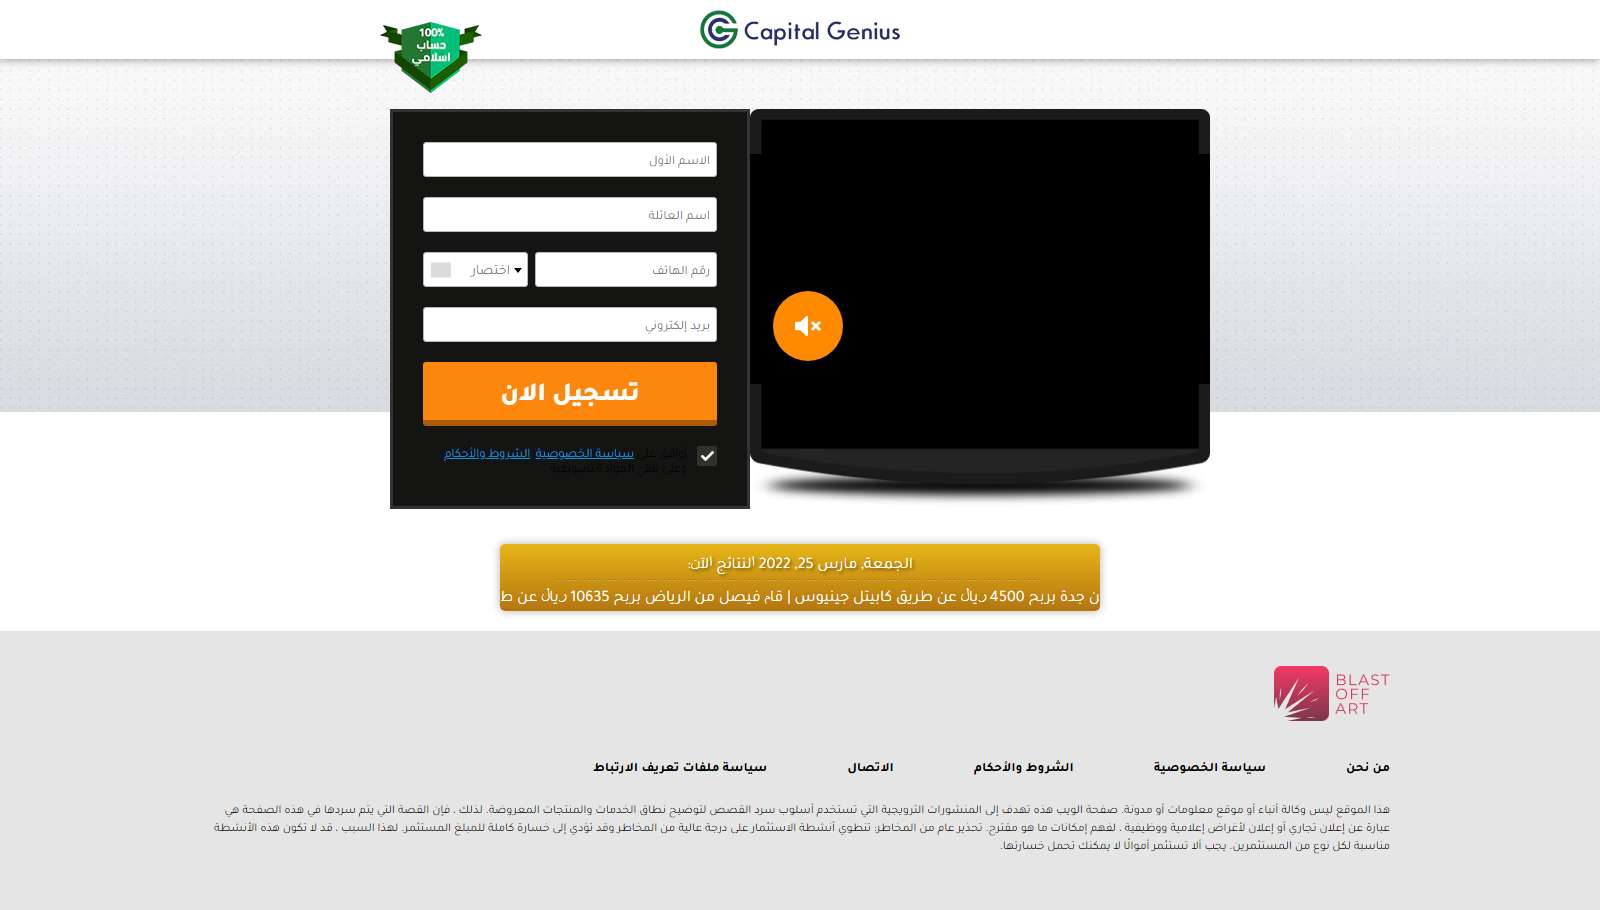 Capital Genius
100%
حساب
اسلامي
الاسم الأول
اسم العائلة
رقم الهاتف
اختصار
بريد إلكتروني
تسجيل الان
أوافق على سياسة الخصوصية الشروط والأحكام
وعلى تلقي المواد التسويقية
الجمعة, مارس 25, 2022 النتائج الآن:
ن جدة بربح 4500 ريال عن طريق كابيتل جينيوس | قام فيصل من الرياض بربح 10635 ريال عن ط
BLAST
OFF
ART
من نحن
سياسة الخصوصية
الشروط والأحكام
الاتصال
سياسة ملفات تعريف الارتباط
هذا الموقع ليس وكالة أنباء أو موقع معلومات أو مدونة. صفحة الويب هذه تهدف إلى المنشورات الترويجية التي تستخدم أسلوب سرد القصص لتوضيح نطاق الخدمات والمنتجات المعروضة. لذلك ، فإن القصة التي يتم سردها في هذه الصفحة هي
عبارة عن إعلان تجاري أو إعلان لأغراض إعلامية ووظيفية ، لفهم إمكانات ما هو مقترح. تحذير عام من المخاطر: تنطوي أنشطة الاستثمار على درجة عالية من المخاطر وقد تؤدي إلى خسارة كاملة للمبلغ المستثمر. لهذا السبب ، قد لا تكون هذه الأنشطة
مناسبة لكل نوع من المستثمرين. يجب ألا تستثمر أموالًا لا يمكنك تحمل خسارتها.